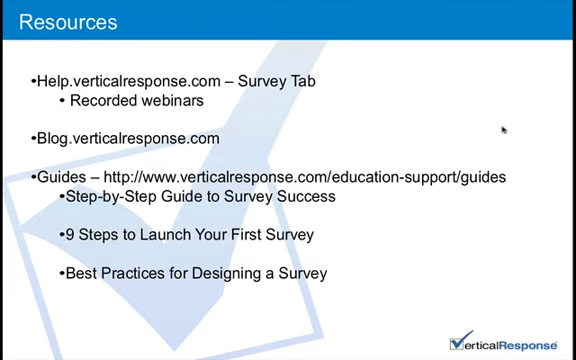 Resources
•Help.verticalresponse.com – Survey Tab
• Recorded webinars
•Blog.verticalresponse.com
•Guides – http://www.verticalresponse.com/education-support/guides
•Step-by-Step Guide to Survey Success
•9 Steps to Launch Your First Survey
•Best Practices for Designing a Survey
VerticalResponse